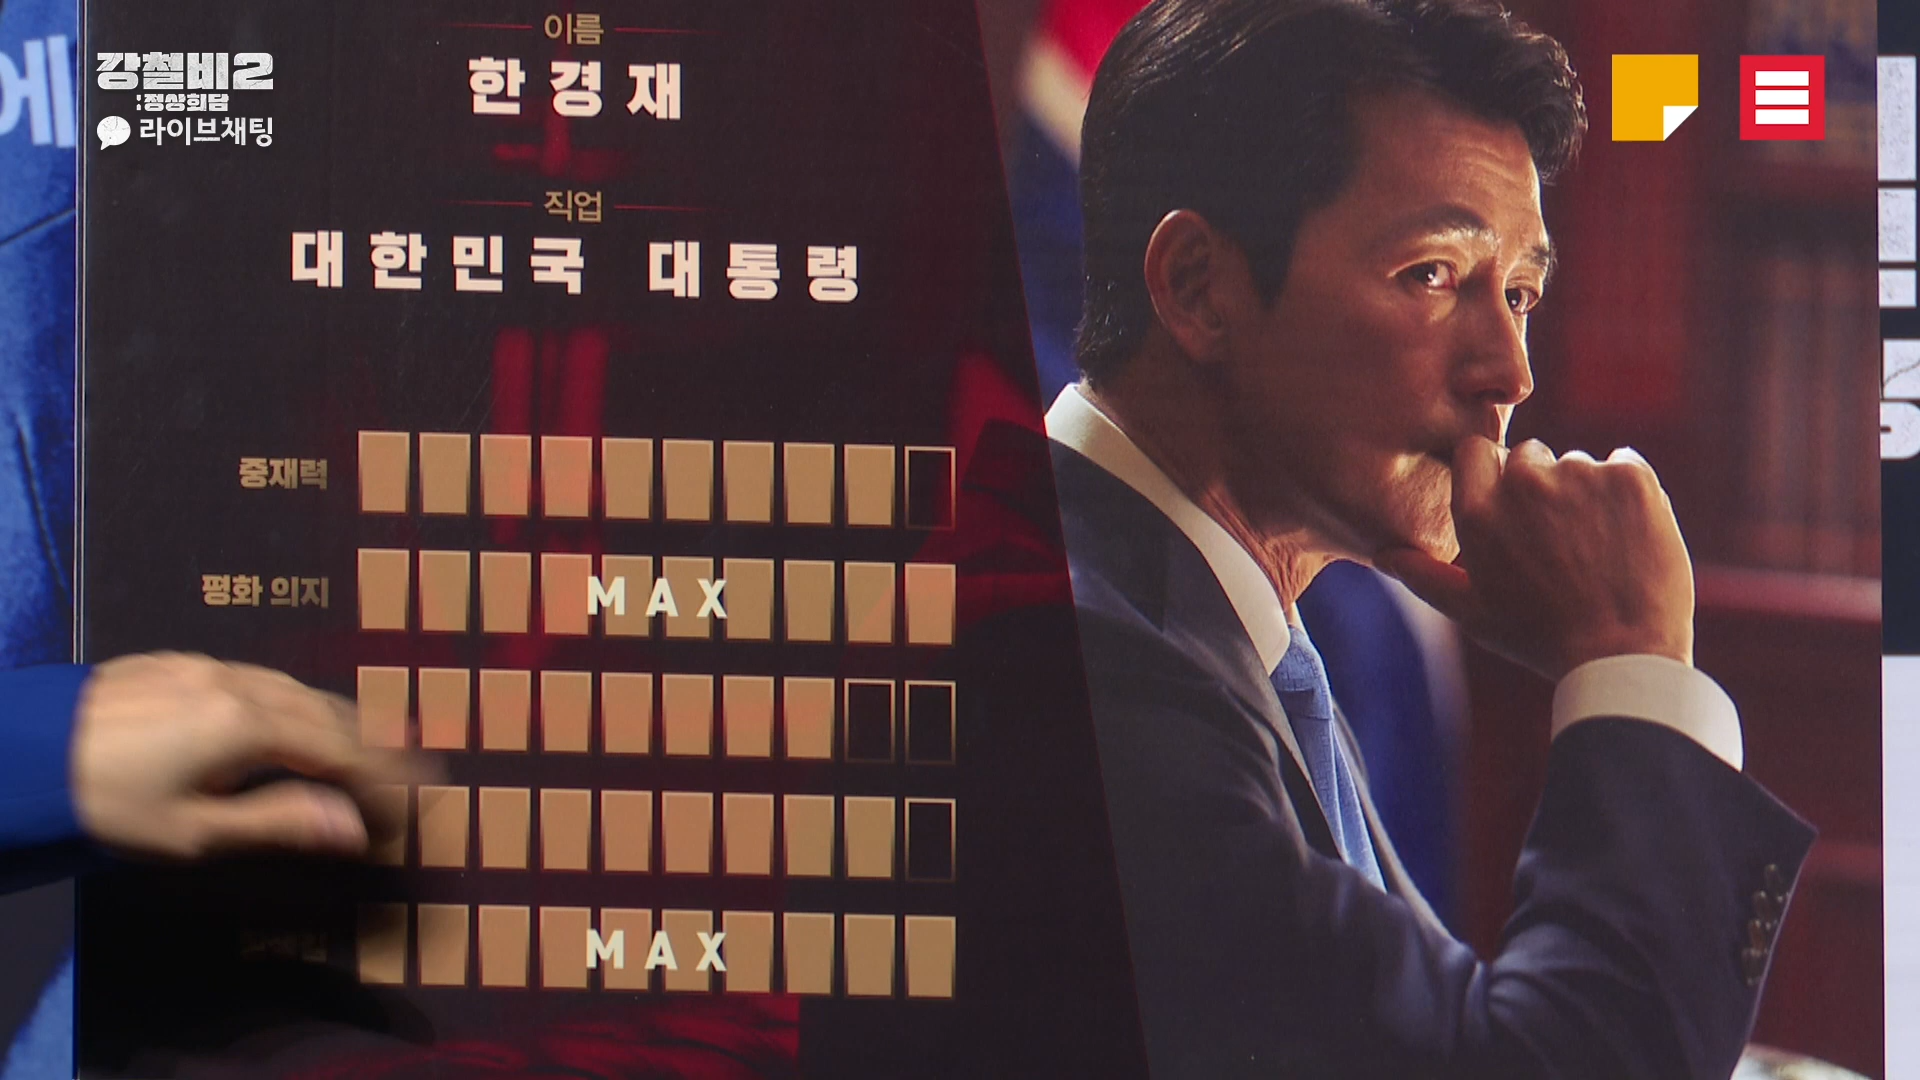 에
강철비2
:정상회담
라이브채팅
이름
한경재
직업
대한민국 대통령
중재력
평화 의지
MAX
MAX